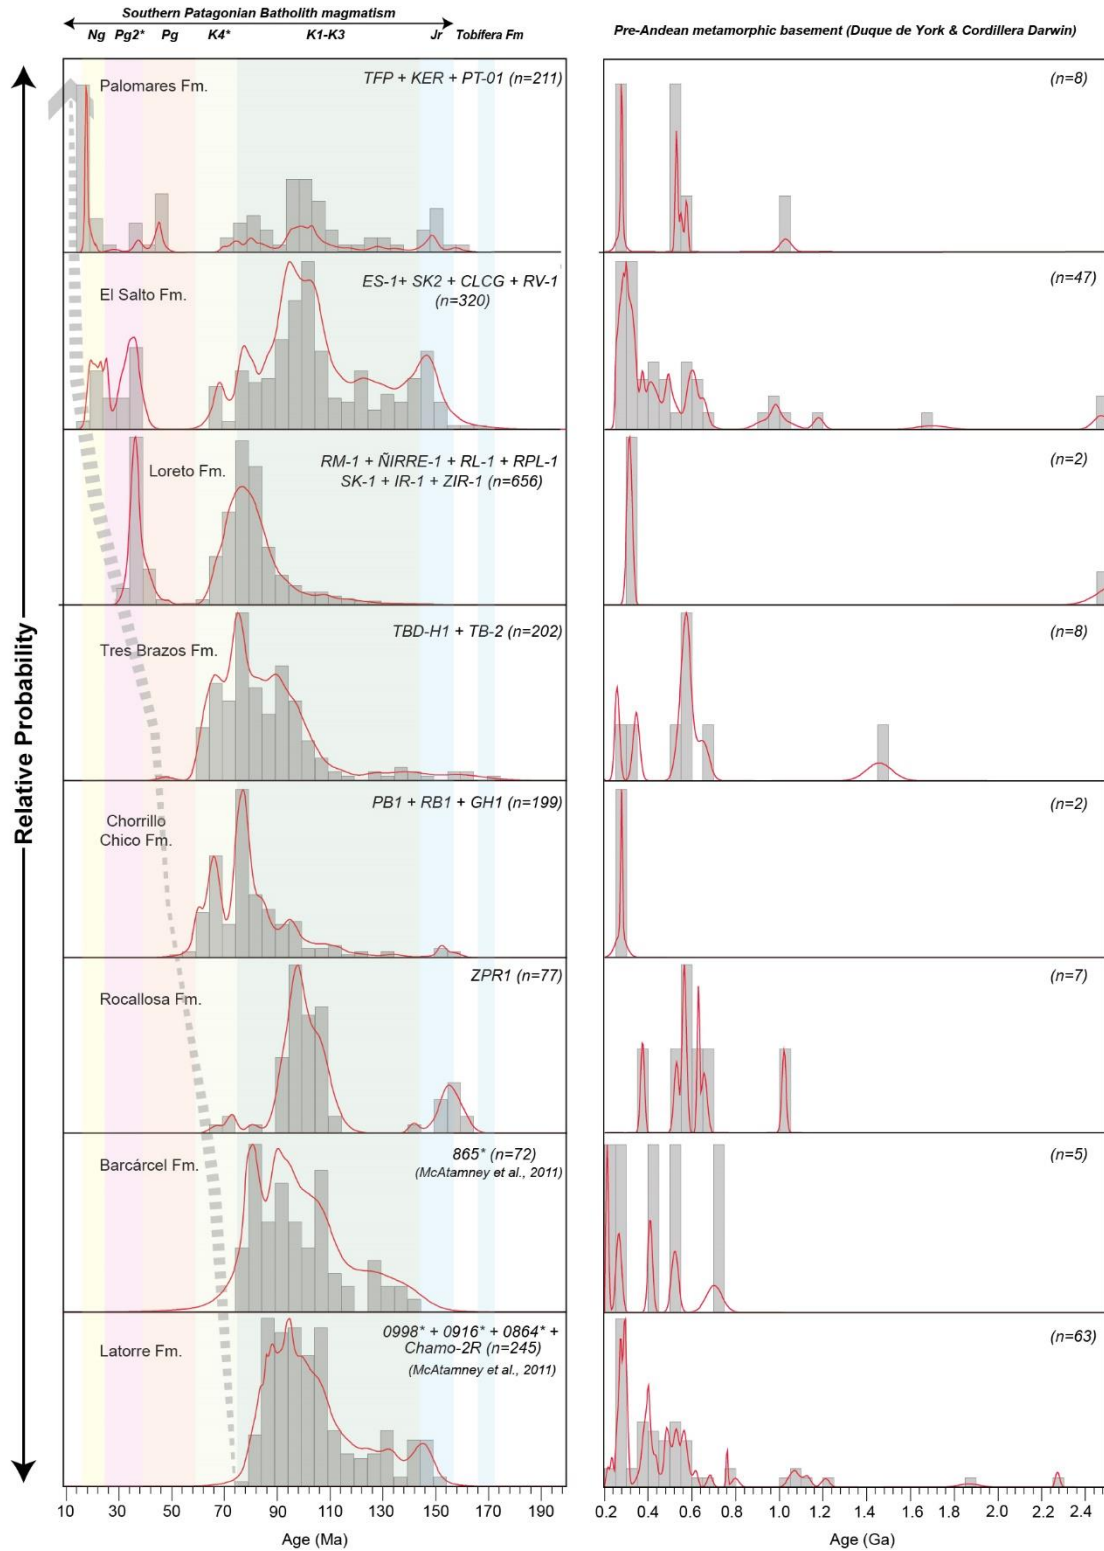 Southern Patagonian Batholith magmatism
Ng Pg2* Pg K4* K1-K3 Jr Tobífera Fm
Pre-Andean metamorphic basement (Duque de York & Cordillera Darwin)
Relative Probability
Palomares Fm.
TFP + KER + PT-01 (n=211)
(n=8)
El Salto Fm.
ES-1+ SK2 + CLCG + RV-1
(n=320)
(n=47)
Loreto Fm.
RM-1 + ÑIRRE-1 + RL-1 + RPL-1
SK-1 + IR-1 + ZIR-1 (n=656)
(n=2)
Tres Brazos Fm.
TBD-H1 + TB-2 (n=202)
(n=8)
Chorrillo
Chico Fm.
PB1 + RB1 + GH1 (n=199)
(n=2)
Rocallosa Fm.
ZPR1 (n=77)
(n=7)
Barcárcel Fm.
865* (n=72)
(McAtamney et al., 2011)
(n=5)
Latorre Fm.
0998* + 0916* + 0864* +
Chamo-2R (n=245)
(McAtamney et al., 2011)
(n=63)
10 30 50 70 90 110 130 150 170 190
Age (Ma)
0.2 0.4 0.6 0.8 1.0 1.2 1.4 1.6 1.8 2.0 2.2 2.4
Age (Ga)